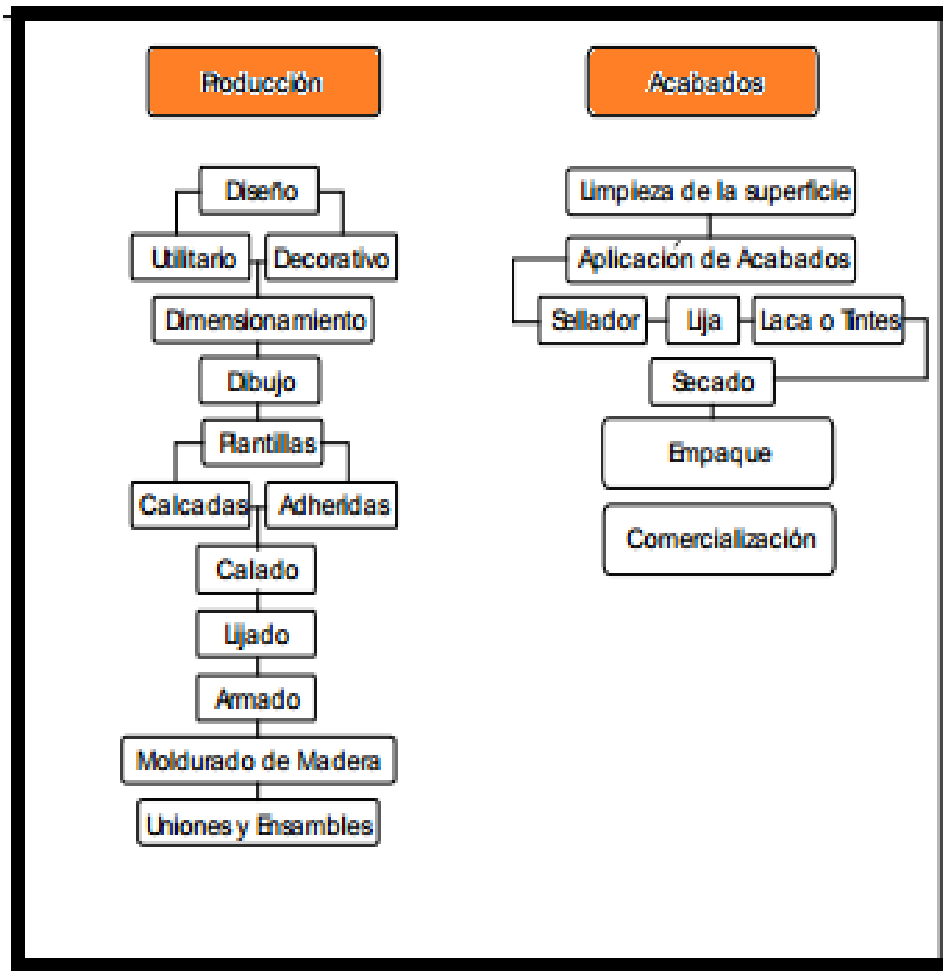 Producción
Diseño
Utilitario
Decorativo
Dimensionamiento
Dibujo
Plantillas
Calcadas
Adheridas
Calado
Lijado
Armado
Moldurado de Madera
Uniones y Ensambles
Acabados
Limpieza de la superficie
Aplicación de Acabados
Sellador
Lija
Laca o Tintes
Secado
Empaque
Comercialización